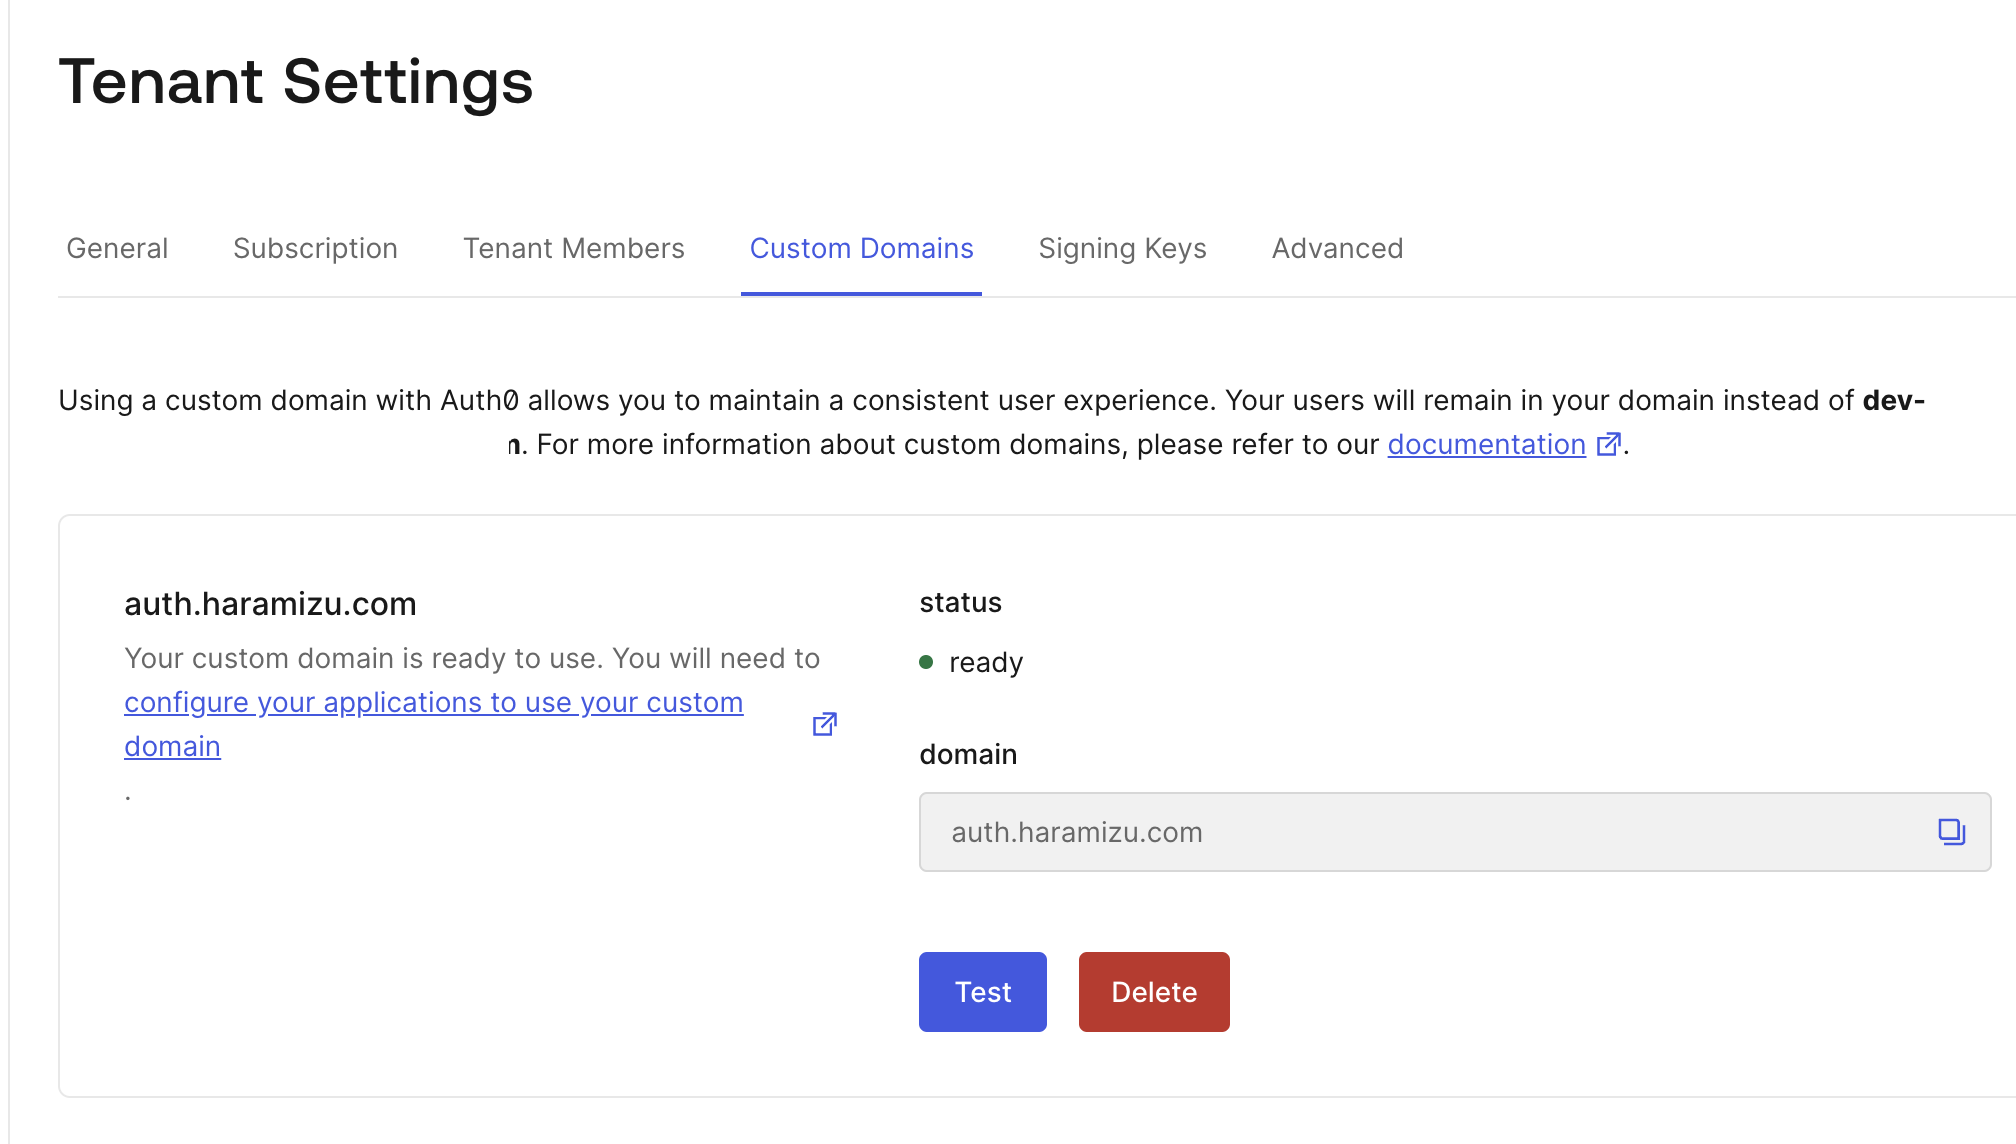 Tenant Settings
General Subscription Tenant Members Custom Domains Signing Keys Advanced
Using a custom domain with Auth0 allows you to maintain a consistent user experience. Your users will remain in your domain instead of dev-
n. For more information about custom domains, please refer to our documentation.
auth.haramizu.com
Your custom domain is ready to use. You will need to
configure your applications to use your custom
domain
.
status
ready
domain
auth.haramizu.com
Test Delete